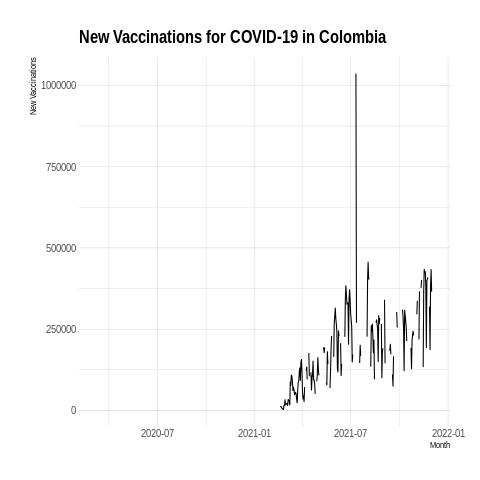 New Vaccinations for COVID-19 in Colombia
New Vaccinations
1000000
750000
500000
250000
0
2020-07 2021-01 2021-07 2022-01
Month